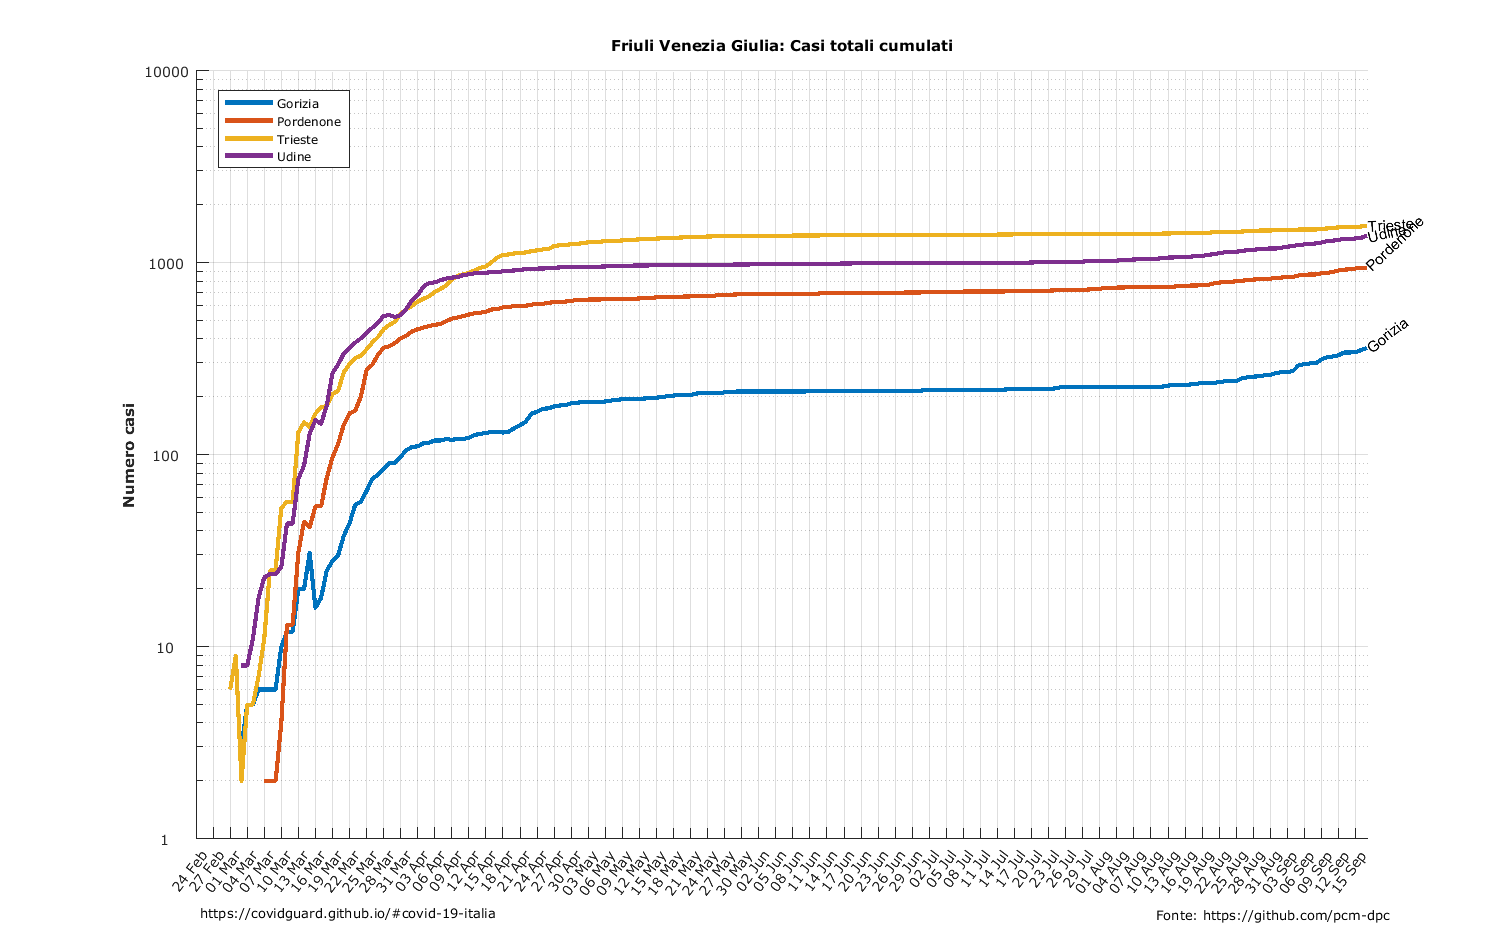 Friuli Venezia Giulia: Casi totali cumulati
10000
1000
100
10
1
Numero casi
Gorizia
Pordenone
Trieste
Udine
Trieste
Udine
Pordenone
Gorizia
24 Feb
27 Feb
01 Mar
04 Mar
07 Mar
10 Mar
13 Mar
16 Mar
19 Mar
22 Mar
25 Mar
28 Mar
31 Mar
03 Apr
06 Apr
09 Apr
12 Apr
15 Apr
18 Apr
21 Apr
24 Apr
27 Apr
30 Apr
03 May
06 May
09 May
12 May
15 May
18 May
21 May
24 May
27 May
30 May
02 Jun
05 Jun
08 Jun
11 Jun
14 Jun
17 Jun
20 Jun
23 Jun
26 Jun
29 Jun
02 Jul
05 Jul
08 Jul
11 Jul
14 Jul
17 Jul
20 Jul
23 Jul
26 Jul
29 Jul
01 Aug
04 Aug
07 Aug
10 Aug
13 Aug
16 Aug
19 Aug
22 Aug
25 Aug
28 Aug
31 Aug
03 Sep
06 Sep
09 Sep
12 Sep
15 Sep
https://covidguard.github.io/#covid-19-italia
Fonte: https://github.com/pcm-dpc